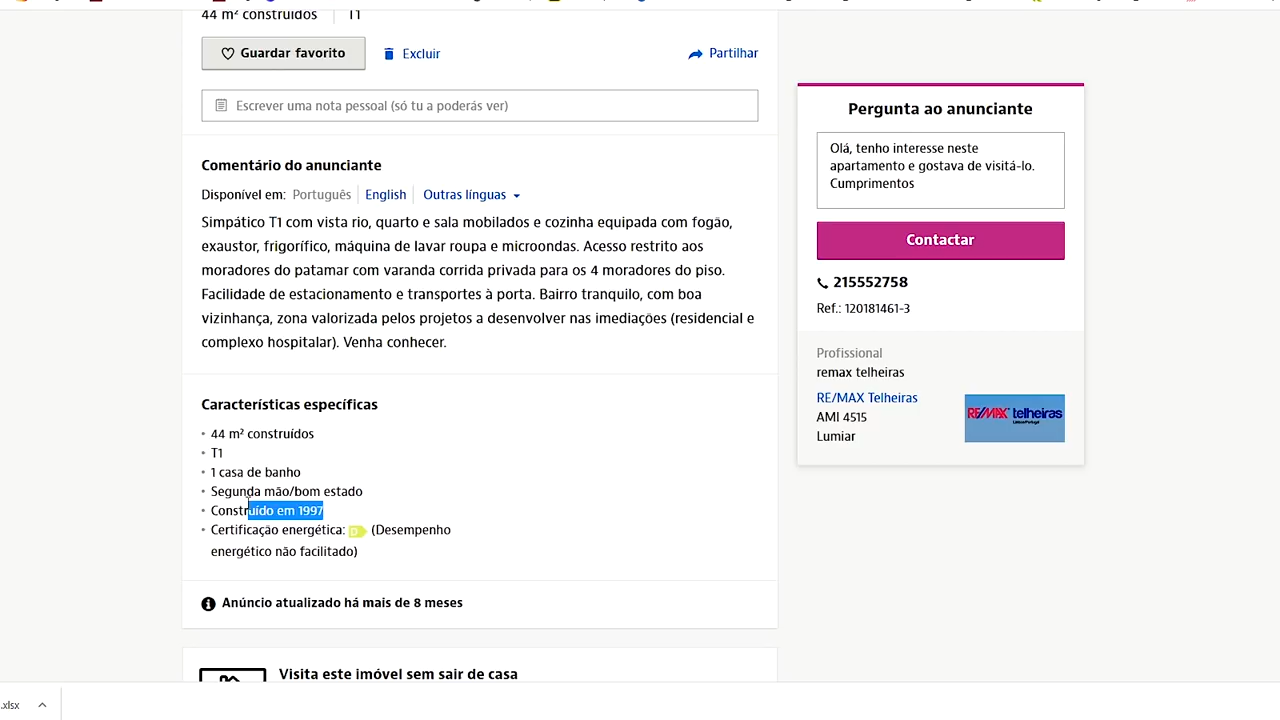 44 m² construídos T1
Guardar favorito Excluir Partilhar
Escrever uma nota pessoal (só tu a poderás ver)
Comentário do anunciante
Disponível em: Português English Outras línguas
Simpático T1 com vista rio, quarto e sala mobilados e cozinha equipada com fogão,
exaustor, frigorífico, máquina de lavar roupa e microondas. Acesso restrito aos
moradores do patamar com varanda corrida privada para os 4 moradores do piso.
Facilidade de estacionamento e transportes à porta. Bairro tranquilo, com boa
vizinhança, zona valorizada pelos projetos a desenvolver nas imediações (residencial e
complexo hospitalar). Venha conhecer.
Características específicas
• 44 m² construídos
• T1
• 1 casa de banho
• Segunda mão/bom estado
• Construído em 1997
• Certificação energética: D (Desempenho
energético não facilitado)
Anúncio atualizado há mais de 8 meses
Visita este imóvel sem sair de casa
Pergunta ao anunciante
Olá, tenho interesse neste
apartamento e gostava de visitá-lo.
Cumprimentos
Contactar
215552758
Ref.: 120181461-3
Profissional
remax telheiras
RE/MAX Telheiras
AMI 4515
Lumiar
RE/MAX telheiras
.xlsx